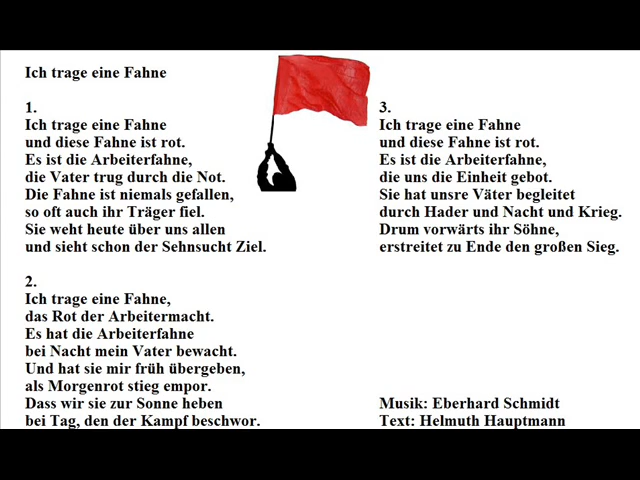 Ich trage eine Fahne
1.
Ich trage eine Fahne
und diese Fahne ist rot.
Es ist die Arbeiterfahne,
die Vater trug durch die Not.
Die Fahne ist niemals gefallen,
so oft auch ihr Träger fiel.
Sie weht heute über uns allen
und sieht schon der Sehnsucht Ziel.
2.
Ich trage eine Fahne,
das Rot der Arbeitermacht.
Es hat die Arbeiterfahne
bei Nacht mein Vater bewacht.
Und hat sie mir früh übergeben,
als Morgenrot stieg empor.
Dass wir sie zur Sonne heben
bei Tag, den der Kampf beschwor.
3.
Ich trage eine Fahne
und diese Fahne ist rot.
Es ist die Arbeiterfahne,
die uns die Einheit gebot.
Sie hat unsre Väter begleitet
durch Hader und Nacht und Krieg.
Drum vorwärts ihr Söhne,
erstreitet zu Ende den großen Sieg.
Musik: Eberhard Schmidt
Text: Helmuth Hauptmann